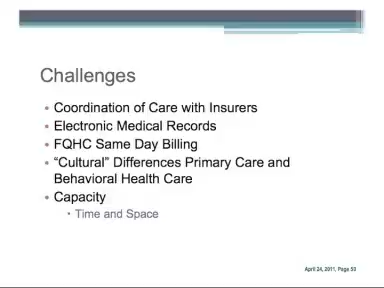 Challenges
• Coordination of Care with Insurers
• Electronic Medical Records
• FQHC Same Day Billing
• “Cultural” Differences Primary Care and
Behavioral Health Care
• Capacity
• Time and Space
April 24, 2011, Page 53